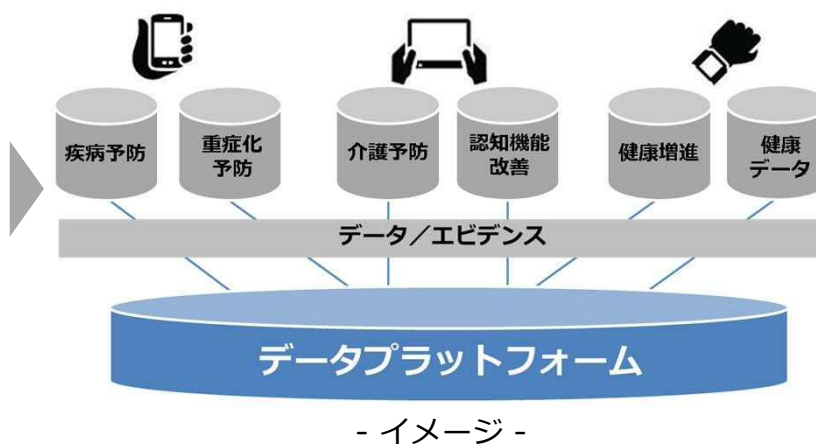 疾病予防
重症化
予防
介護予防
認知機能
改善
健康増進
健康
データ
データ／エビデンス
データプラットフォーム
- イメージ -